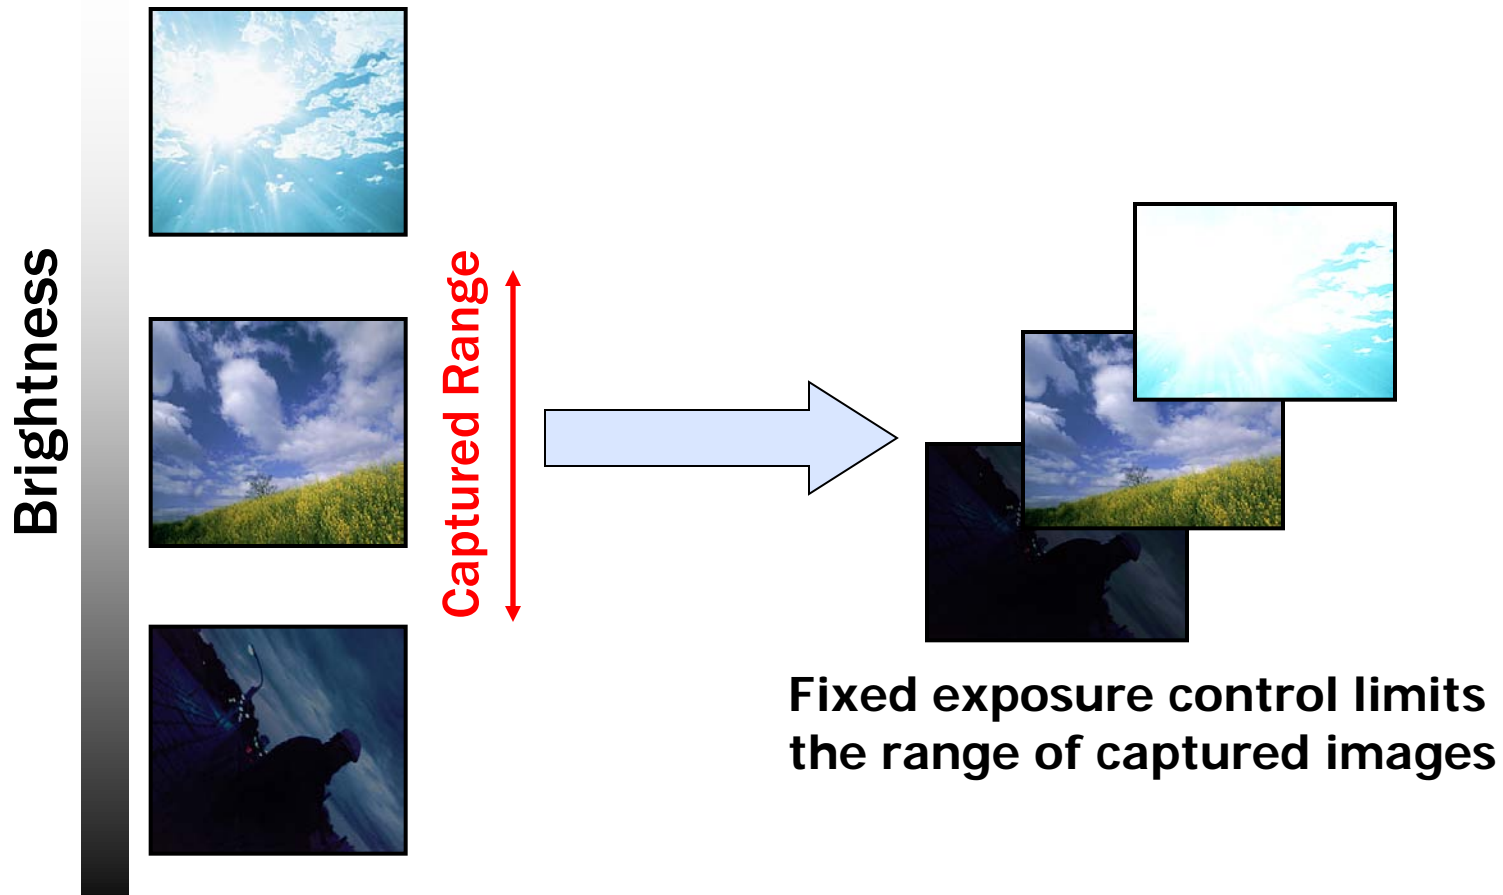 Brightness
Captured Range
Fixed exposure control limits
the range of captured images